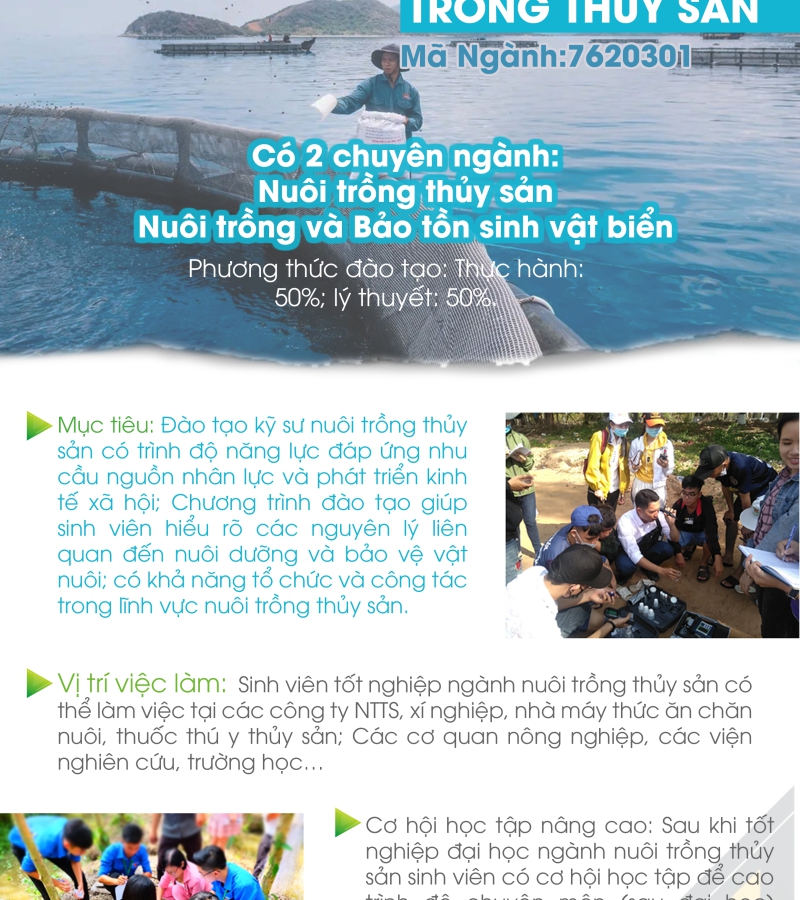 TRỒNG THỦY SẢN
Mã Ngành:7620301
Có 2 chuyên ngành:
Nuôi trồng thủy sản
Nuôi trồng và Bảo tồn sinh vật biển
Phương thức đào tạo: Thực hành:
50%; lý thuyết: 50%.
Mục tiêu: Đào tạo kỹ sư nuôi trồng thủy
sản có trình độ năng lực đáp ứng nhu
cầu nguồn nhân lực và phát triển kinh
tế xã hội; Chương trình đào tạo giúp
sinh viên hiểu rõ các nguyên lý liên
quan đến nuôi dưỡng và bảo vệ vật
nuôi; có khả năng tổ chức và công tác
trong lĩnh vực nuôi trồng thủy sản.
Vị trí việc làm: Sinh viên tốt nghiệp ngành nuôi trồng thủy sản có
thể làm việc tại các công ty NTTS, xí nghiệp, nhà máy thức ăn chăn
nuôi, thuốc thú y thủy sản; Các cơ quan nông nghiệp, các viện
nghiên cứu, trường học...
Cơ hội học tập nâng cao: Sau khi tốt
nghiệp đại học ngành nuôi trồng thủy
sản sinh viên có cơ hội học tập để cao
trình độ chuyên môn (sau đại học)